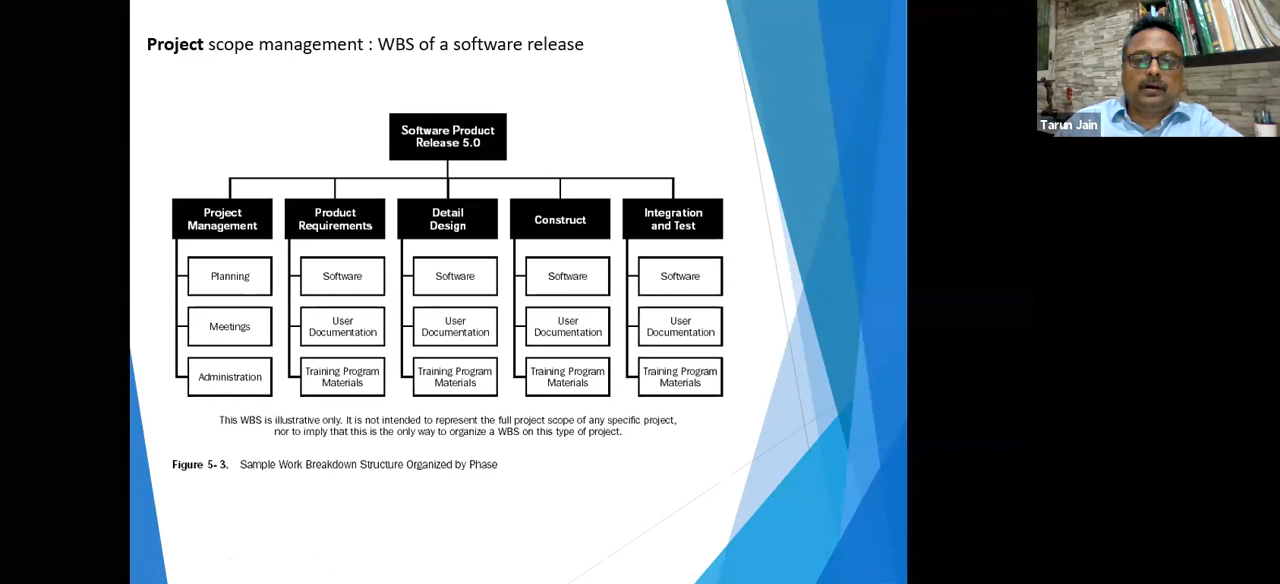 Project scope management : WBS of a software release
Tarun Jain
Software Product
Release 5.0
Project
Management
Product
Requirements
Detail
Design
Construct
Integration
and Test
Planning
Software
Software
Software
Software
Meetings
User
Documentation
User
Documentation
User
Documentation
User
Documentation
Administration
Training Program
Materials
Training Program
Materials
Training Program
Materials
Training Program
Materials
This WBS is illustrative only. It is not intended to represent the full project scope of any specific project,
nor to imply that this is the only way to organize a WBS on this type of project.
Figure 5- 3. Sample Work Breakdown Structure Organized by Phase